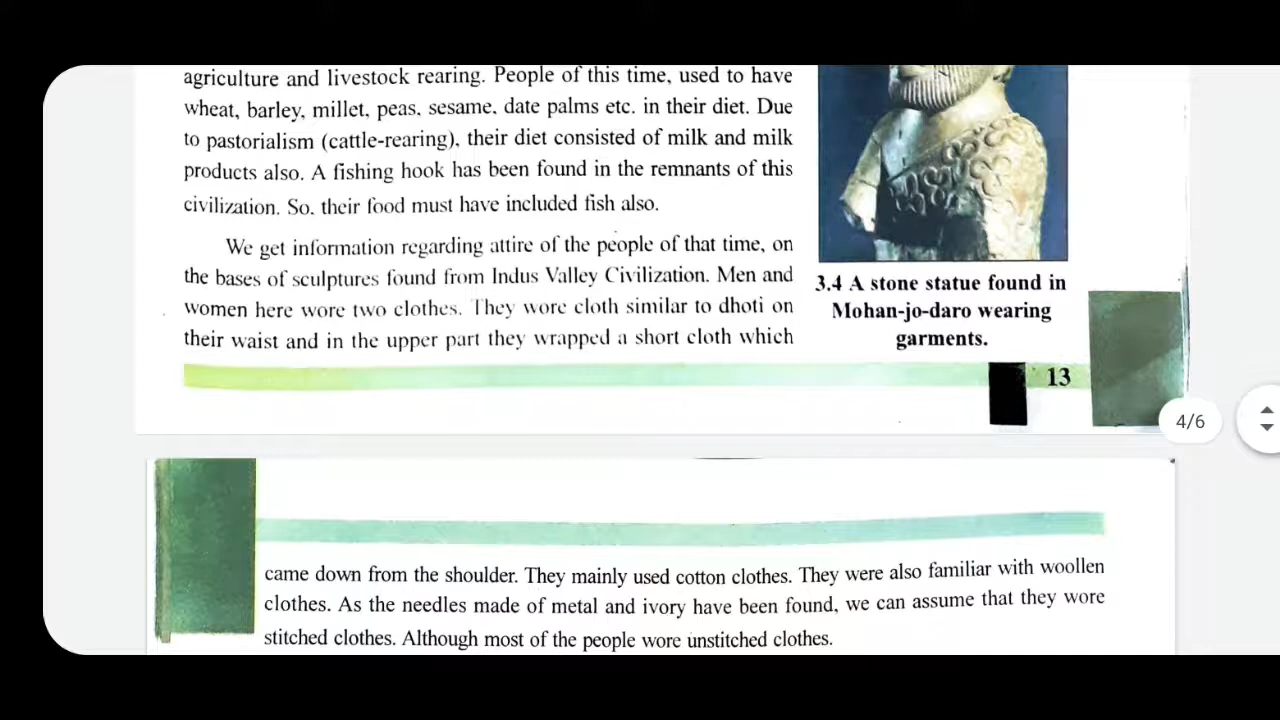 agriculture and livestock rearing. People of this time, used to have
wheat, barley, millet, peas, sesame, date palms etc. in their diet. Due
to pastorialism (cattle-rearing), their diet consisted of milk and milk
products also. A fishing hook has been found in the remnants of this
civilization. So, their food must have included fish also.
We get information regarding attire of the people of that time, on
the bases of sculptures found from Indus Valley Civilization. Men and
women here wore two clothes. They wore cloth similar to dhoti on
their waist and in the upper part they wrapped a short cloth which
3.4 A stone statue found in
Mohan-jo-daro wearing
garments.
13
4/6
came down from the shoulder. They mainly used cotton clothes. They were also familiar with woollen
clothes. As the needles made of metal and ivory have been found, we can assume that they wore
stitched clothes. Although most of the people wore unstitched clothes.